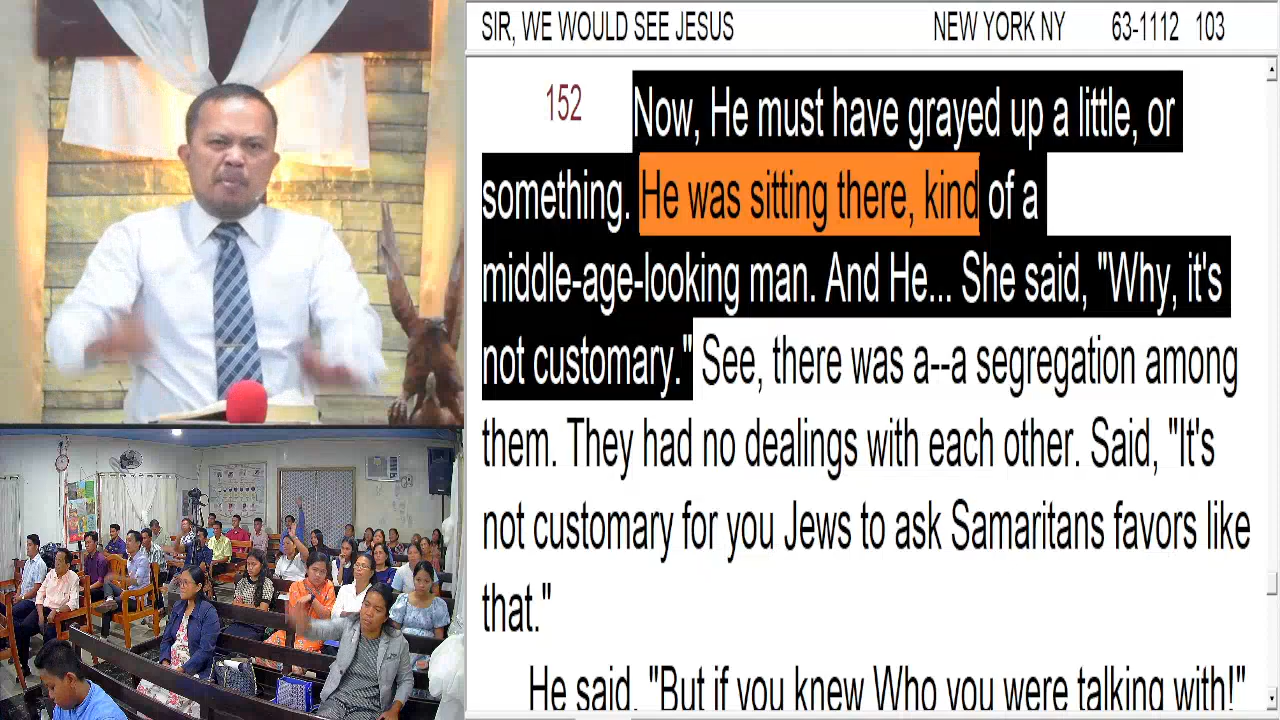 SIR, WE WOULD SEE JESUS NEW YORK NY 63-1112 103
152 Now, He must have grayed up a little, or
something. He was sitting there, kind of a
middle-age-looking man. And He... She said, "Why, it's
not customary." See, there was a--a segregation among
them. They had no dealings with each other. Said, "It's
not customary for you Jews to ask Samaritans favors like
that."
He said, "But if you knew Who you were talking with!"